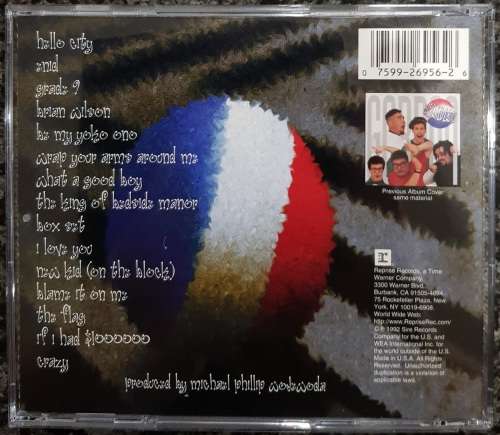 hello city
enid
grade 9
brian wilson
be my yoko ono
wrap your arms around me
what a good boy
the king of bedside manor
box set
i love you
new kid (on the block)
blame it on me
the flag
if i had $1000000
crazy
produced by michael phillip wojewoda
0 7599-26956-2 6
GORDON
Previous Album Cover
same material
Reprise Records, a Time
Warner Company.
3300 Warner Blvd.
Burbank, CA 91505-4694.
75 Rockefeller Plaza, New
York, NY 10019-6908.
World Wide Web:
http://www.RepriseRec.com/
© ℗ 1992 Sire Records
Company for the U.S. and
WEA International Inc. for
the world outside of the U.S.
Made in U.S.A. All Rights
Reserved. Unauthorized
duplication is a violation of
applicable laws.